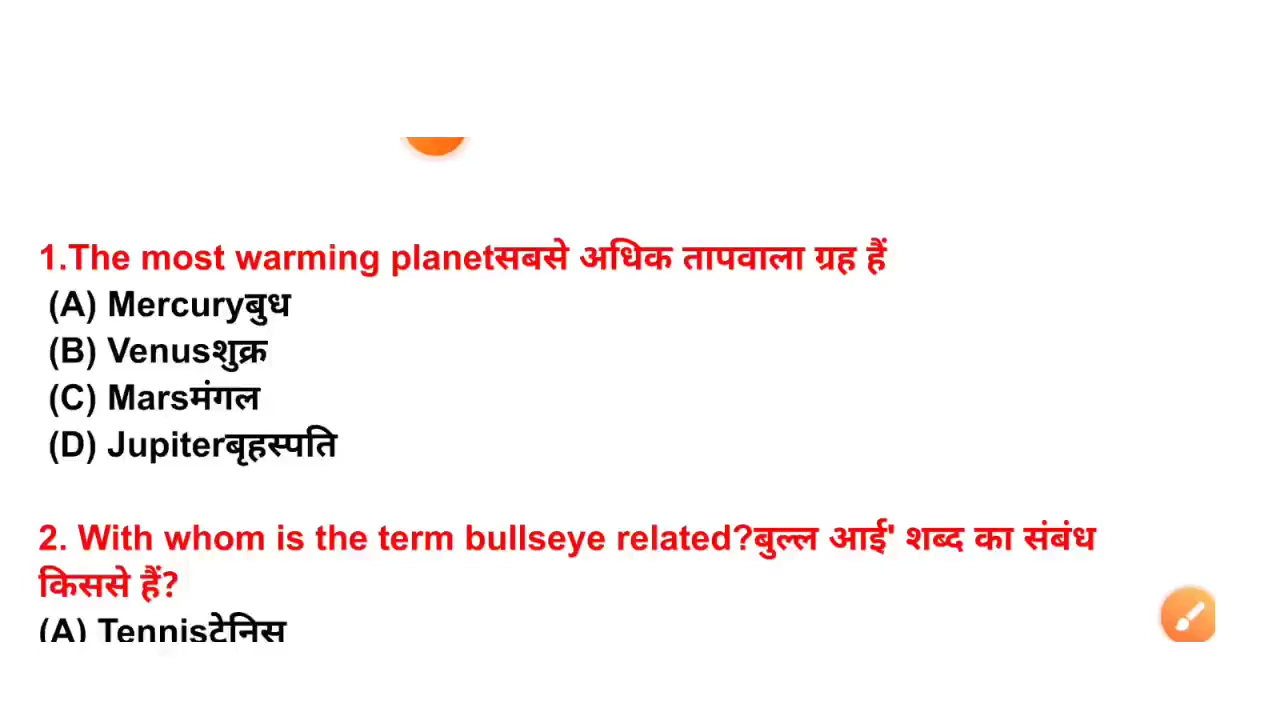 1.The most warming planetसबसे अधिक तापवाला ग्रह हैं
(A) Mercuryबुध
(B) Venusशुक्र
(C) Marsमंगल
(D) Jupiterबृहस्पति
2. With whom is the term bullseye related?बुल्ल आई' शब्द का संबंध
किससे हैं?
(A) Tennisटेनिस